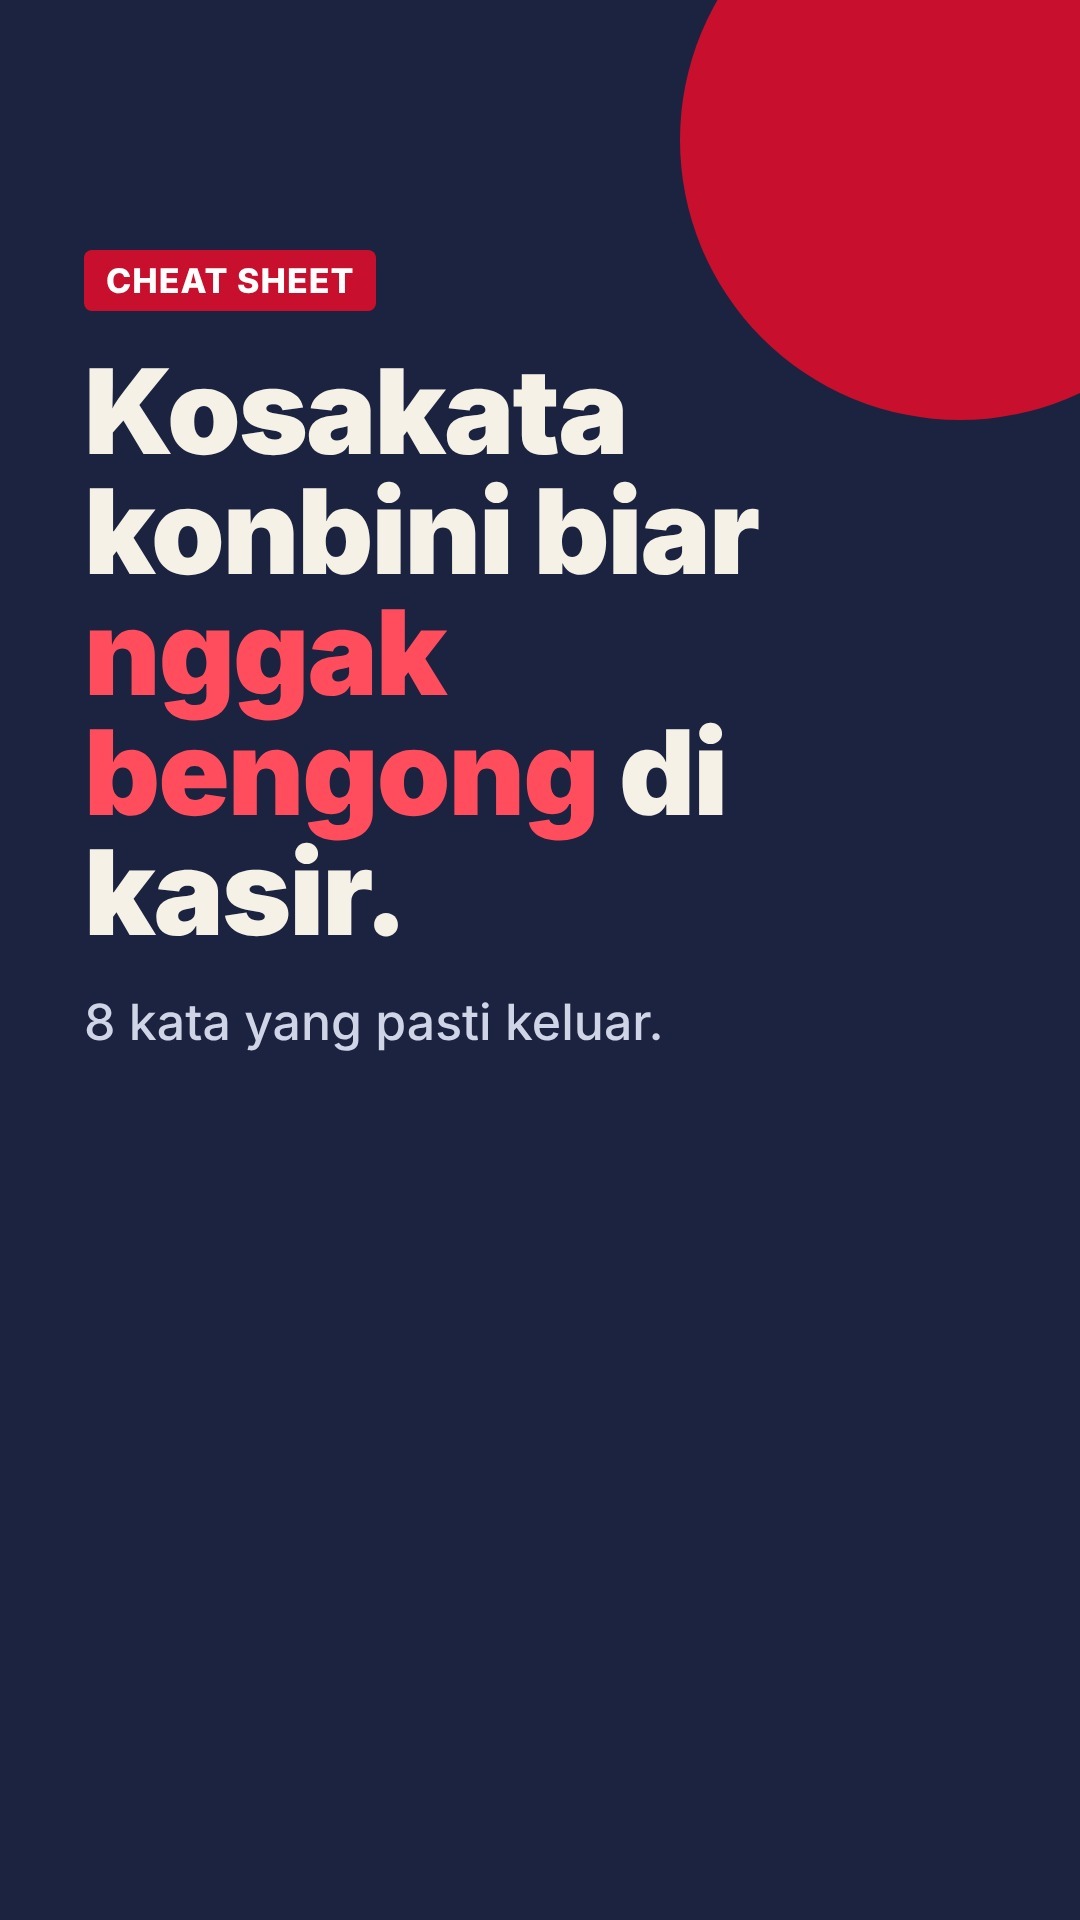 CHEAT SHEET
Kosakata
konbini biar
nggak
bengong di
kasir.
8 kata yang pasti keluar.